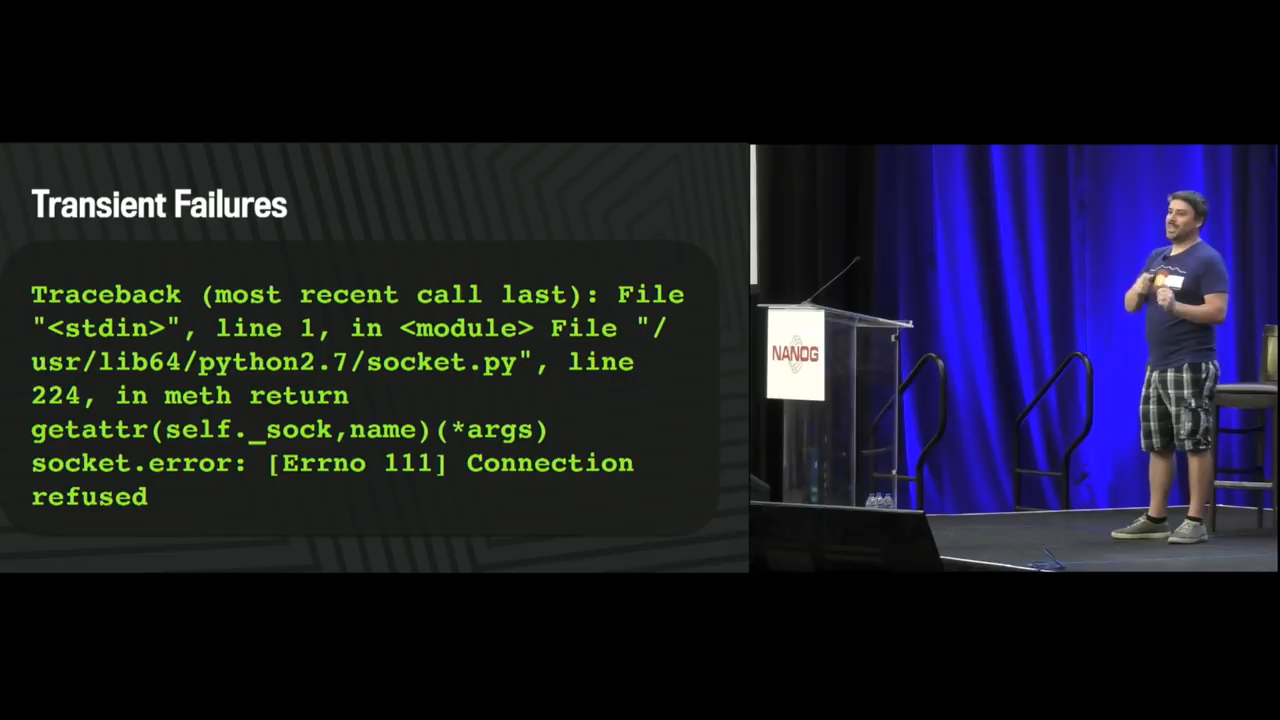 Transient Failures
Traceback (most recent call last): File
"<stdin>", line 1, in <module> File "/
usr/lib64/python2.7/socket.py", line
224, in meth return
getattr(self._sock,name)(*args)
socket.error: [Errno 111] Connection
refused
NANOG